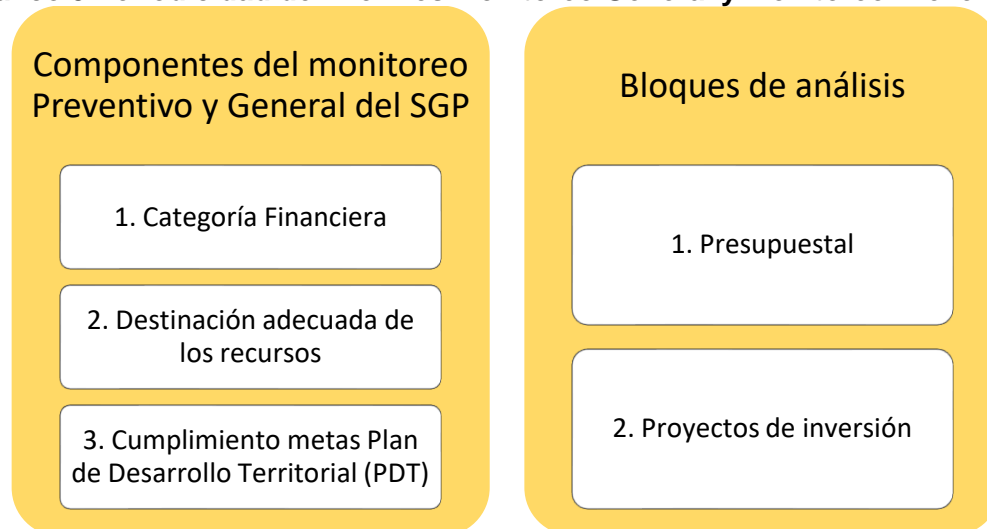 Componentes del monitoreo
Preventivo y General del SGP
1. Categoría Financiera
2. Destinación adecuada de
los recursos
3. Cumplimiento metas Plan
de Desarrollo Territorial (PDT)
Bloques de análisis
1. Presupuestal
2. Proyectos de inversión